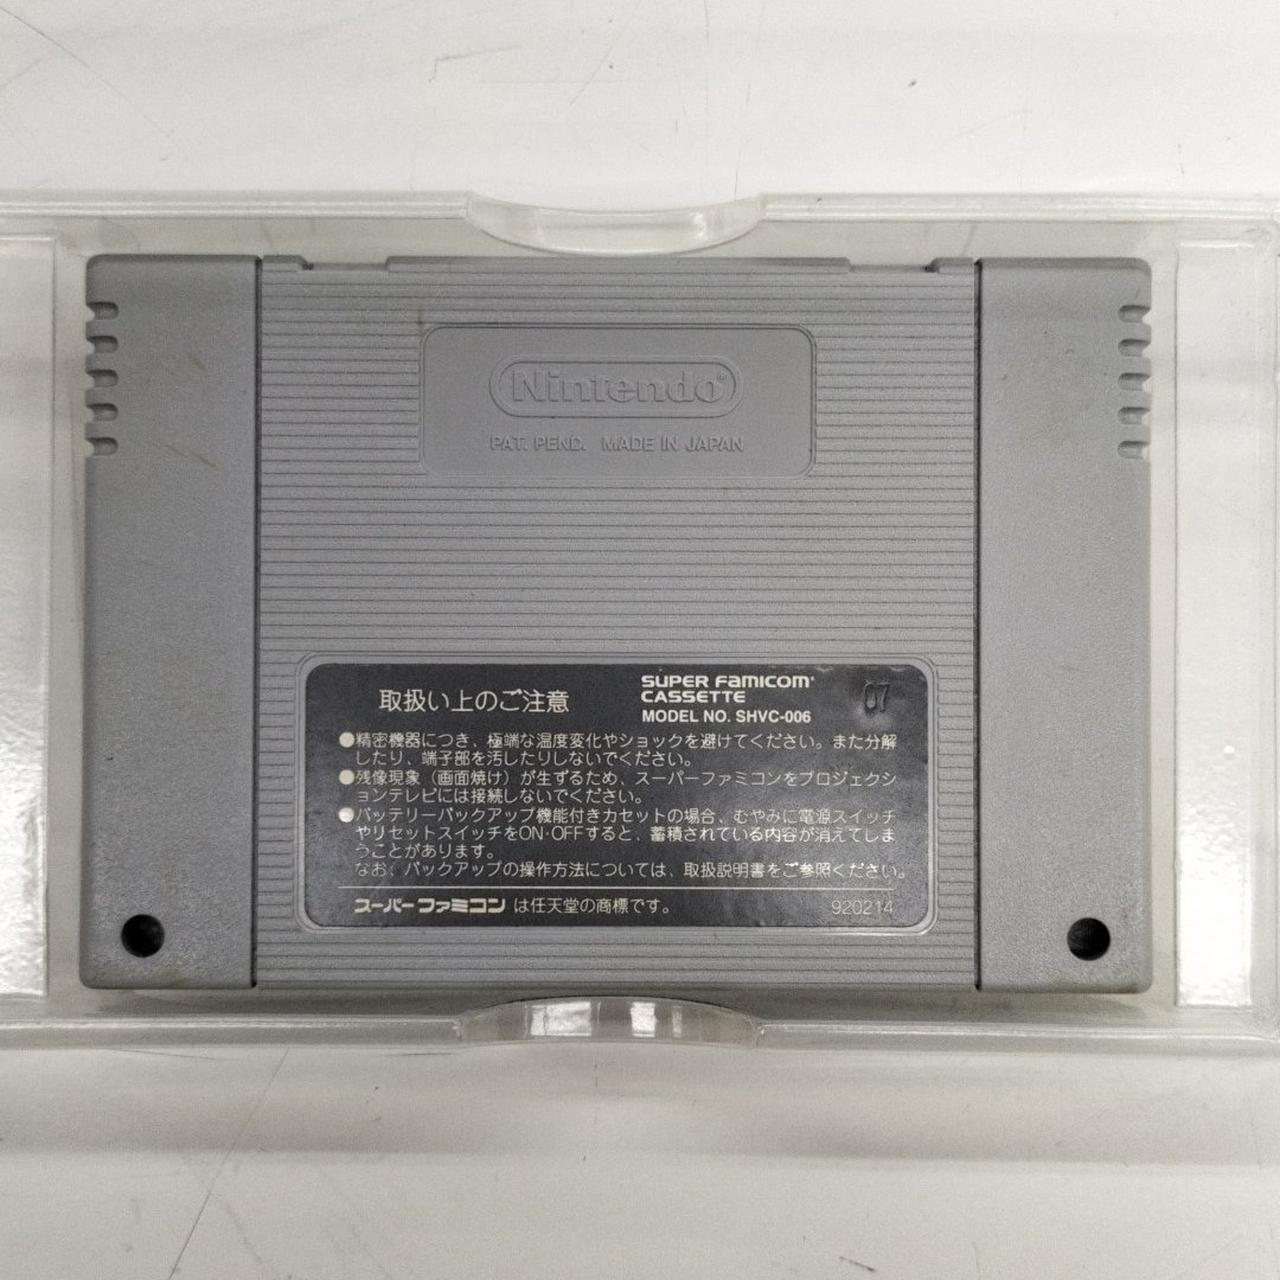 Nintendo®
PAT. PEND. MADE IN JAPAN
取扱い上のご注意
SUPER FAMICOM®
CASSETTE
MODEL NO. SHVC-006
07
●精密機器につき、極端な温度変化やショックを避けてください。また分解
したり、端子部を汚したりしないでください。
●残像現象（画面焼け）が生ずるため、スーパーファミコンをプロジェクシ
ョンテレビには接続しないでください。
●バッテリーバックアップ機能付きカセットの場合、むやみに電源スイッチ
やリセットスイッチをON・OFFすると、蓄積されている内容が消えてしま
うことがあります。
なお、バックアップの操作方法については、取扱説明書をご参照ください。
スーパーファミコンは任天堂の商標です。
920214